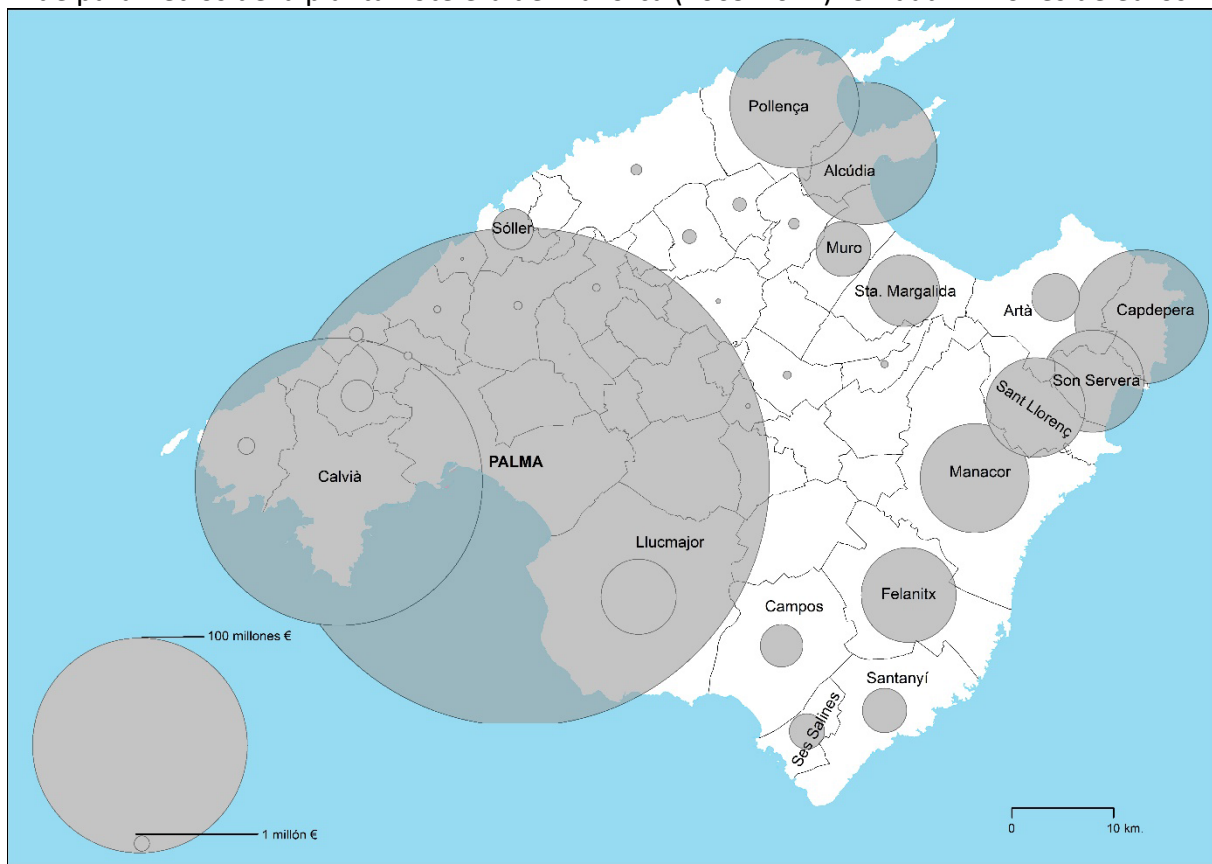 Pollença
Alcúdia
Sóller
Muro
Sta. Margalida
Artà
Capdepera
Son Servera
Sant Llorenç
Manacor
PALMA
Calvià
Llucmajor
Felanitx
Campos
Santanyí
Ses Salines
100 millones €
1 millón €
0 10 km.